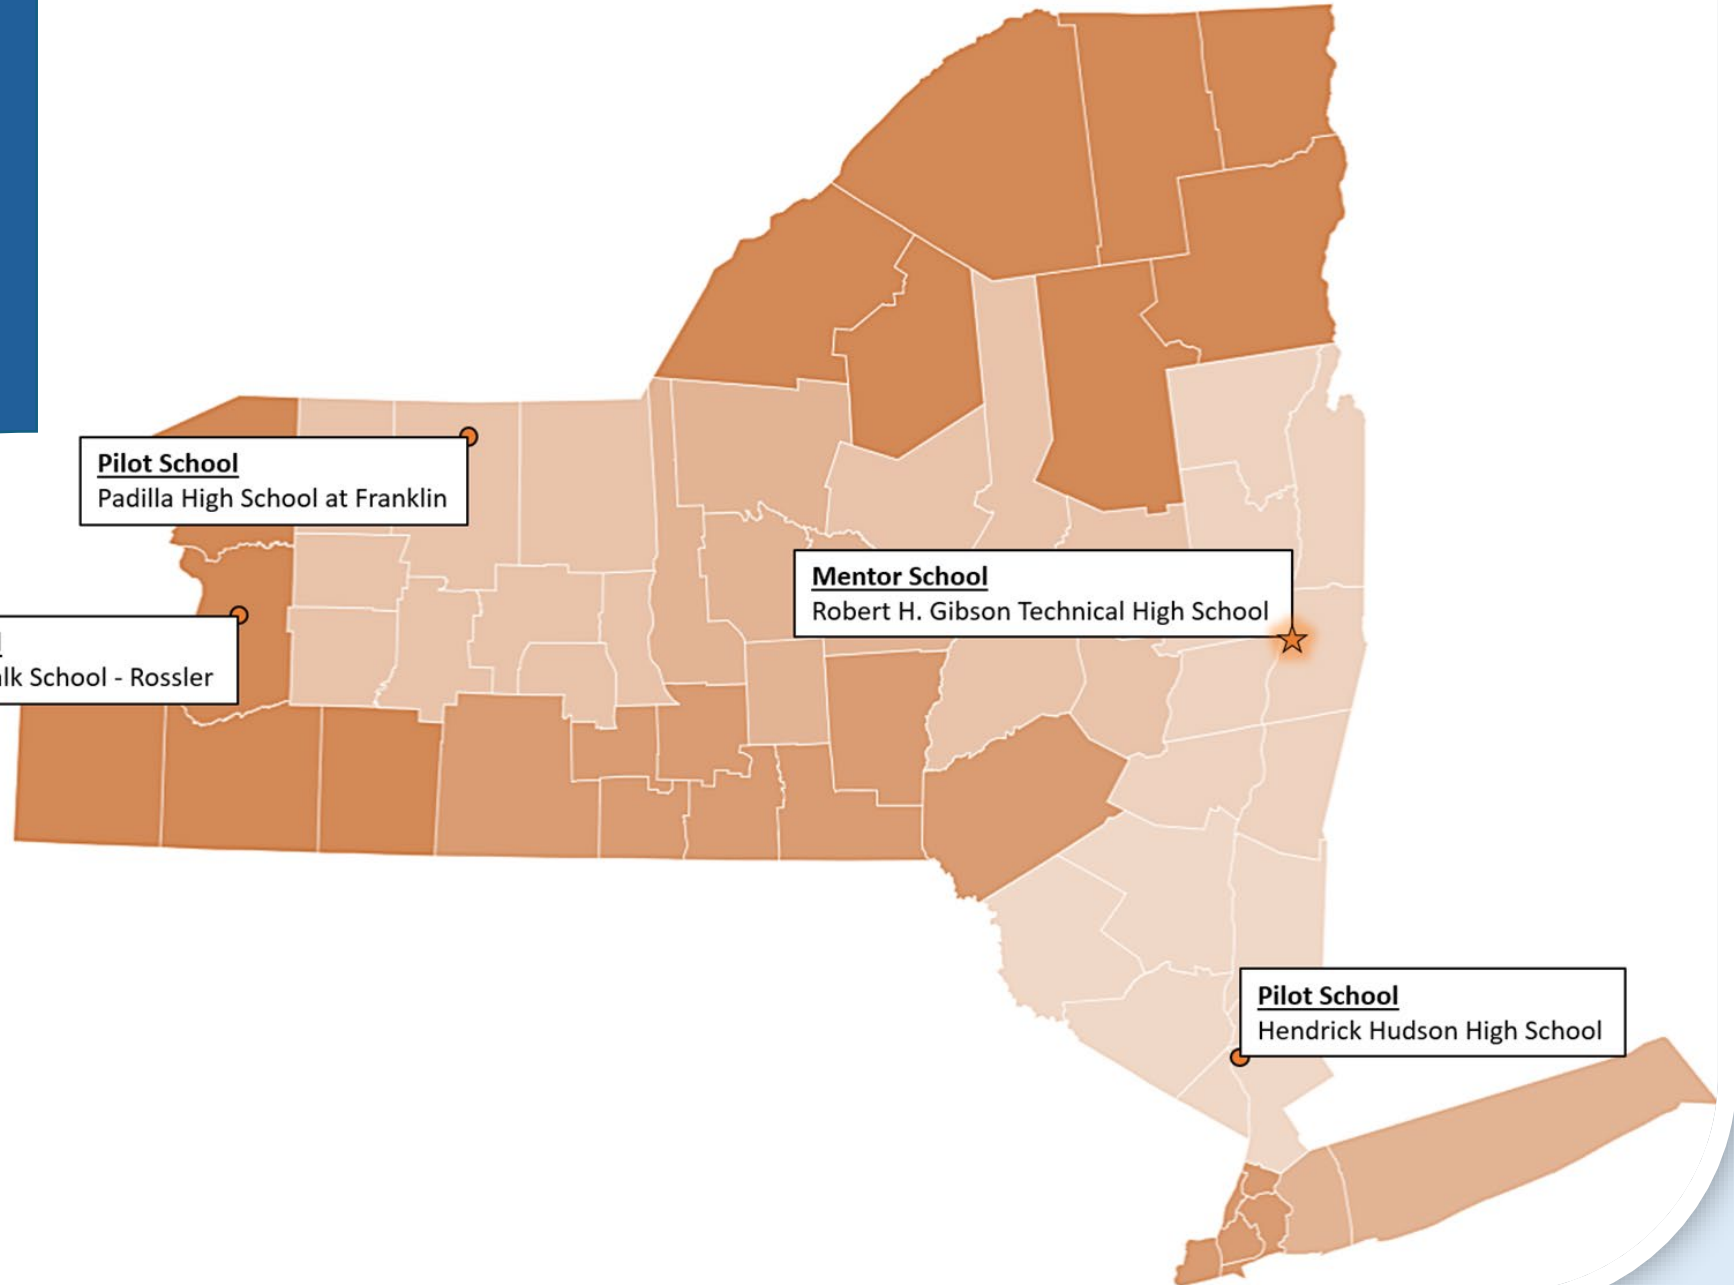 Pilot School
Padilla High School at Franklin
Mentor School
Robert H. Gibson Technical High School
School - Rossler
Pilot School
Hendrick Hudson High School